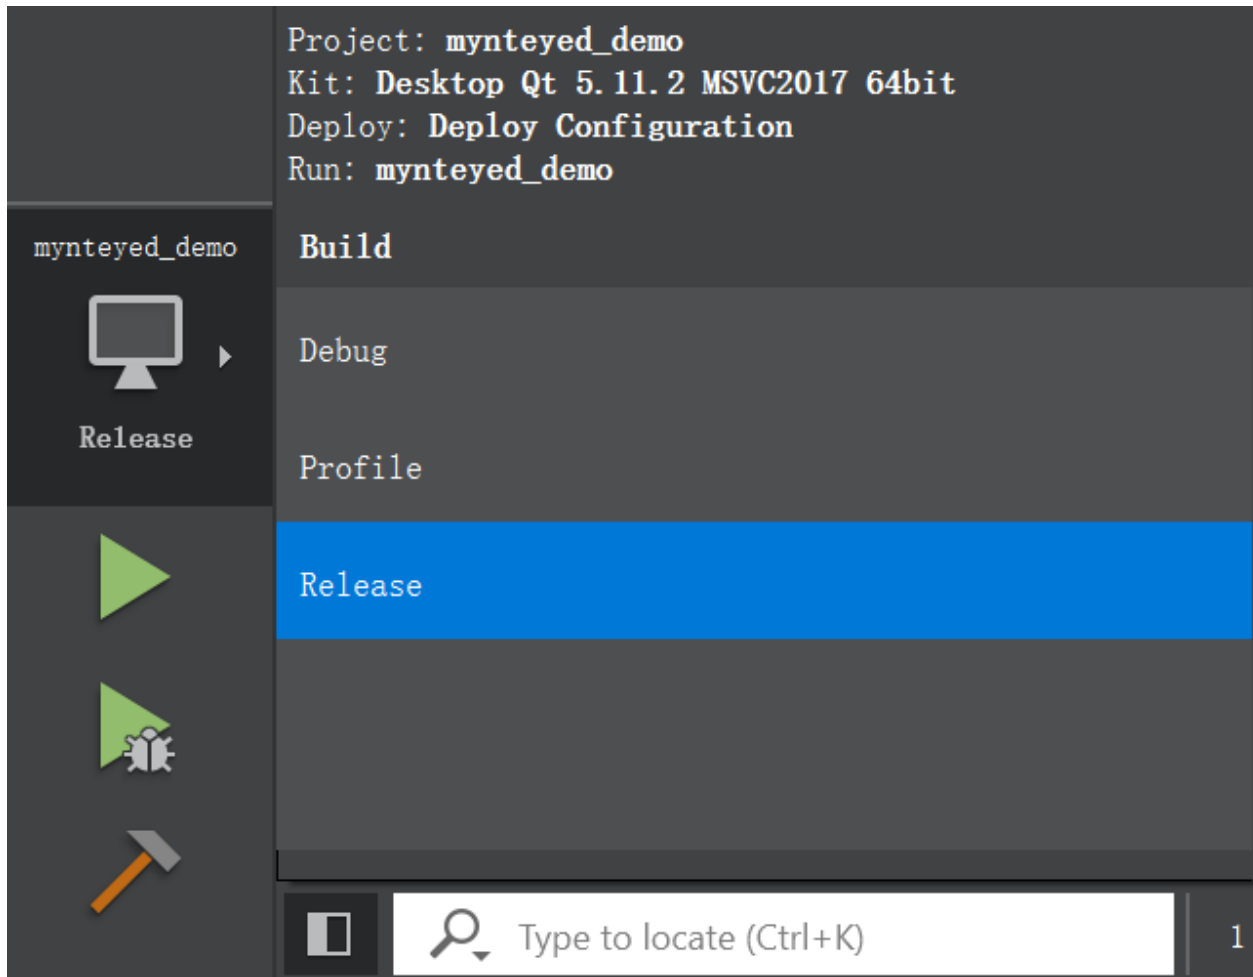 Project: mynteyed_demo
Kit: Desktop Qt 5.11.2 MSVC2017 64bit
Deploy: Deploy Configuration
Run: mynteyed_demo
mynteyed_demo
Release
Build
Debug
Profile
Release
Type to locate (Ctrl+K)
1